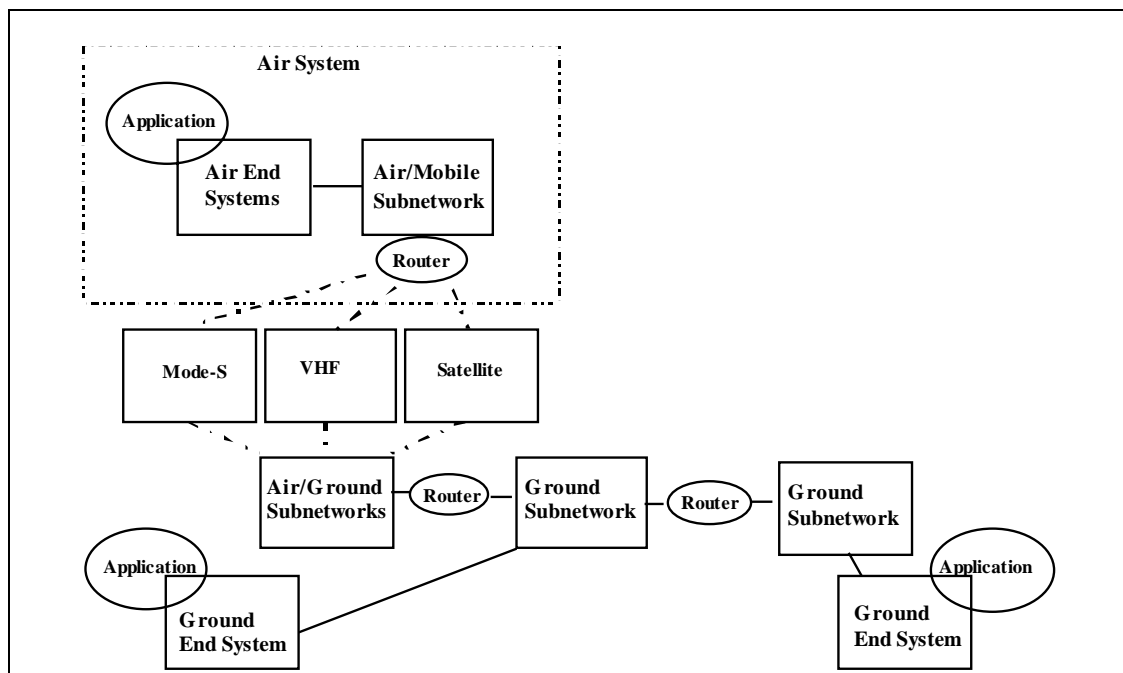 Air System
Application
Air End
Systems
Air/Mobile
Subnetwork
Router
Mode-S
VHF
Satellite
Air/Ground
Subnetworks
Router
Ground
Subnetwork
Router
Ground
Subnetwork
Application
Ground
End System
Application
Ground
End System